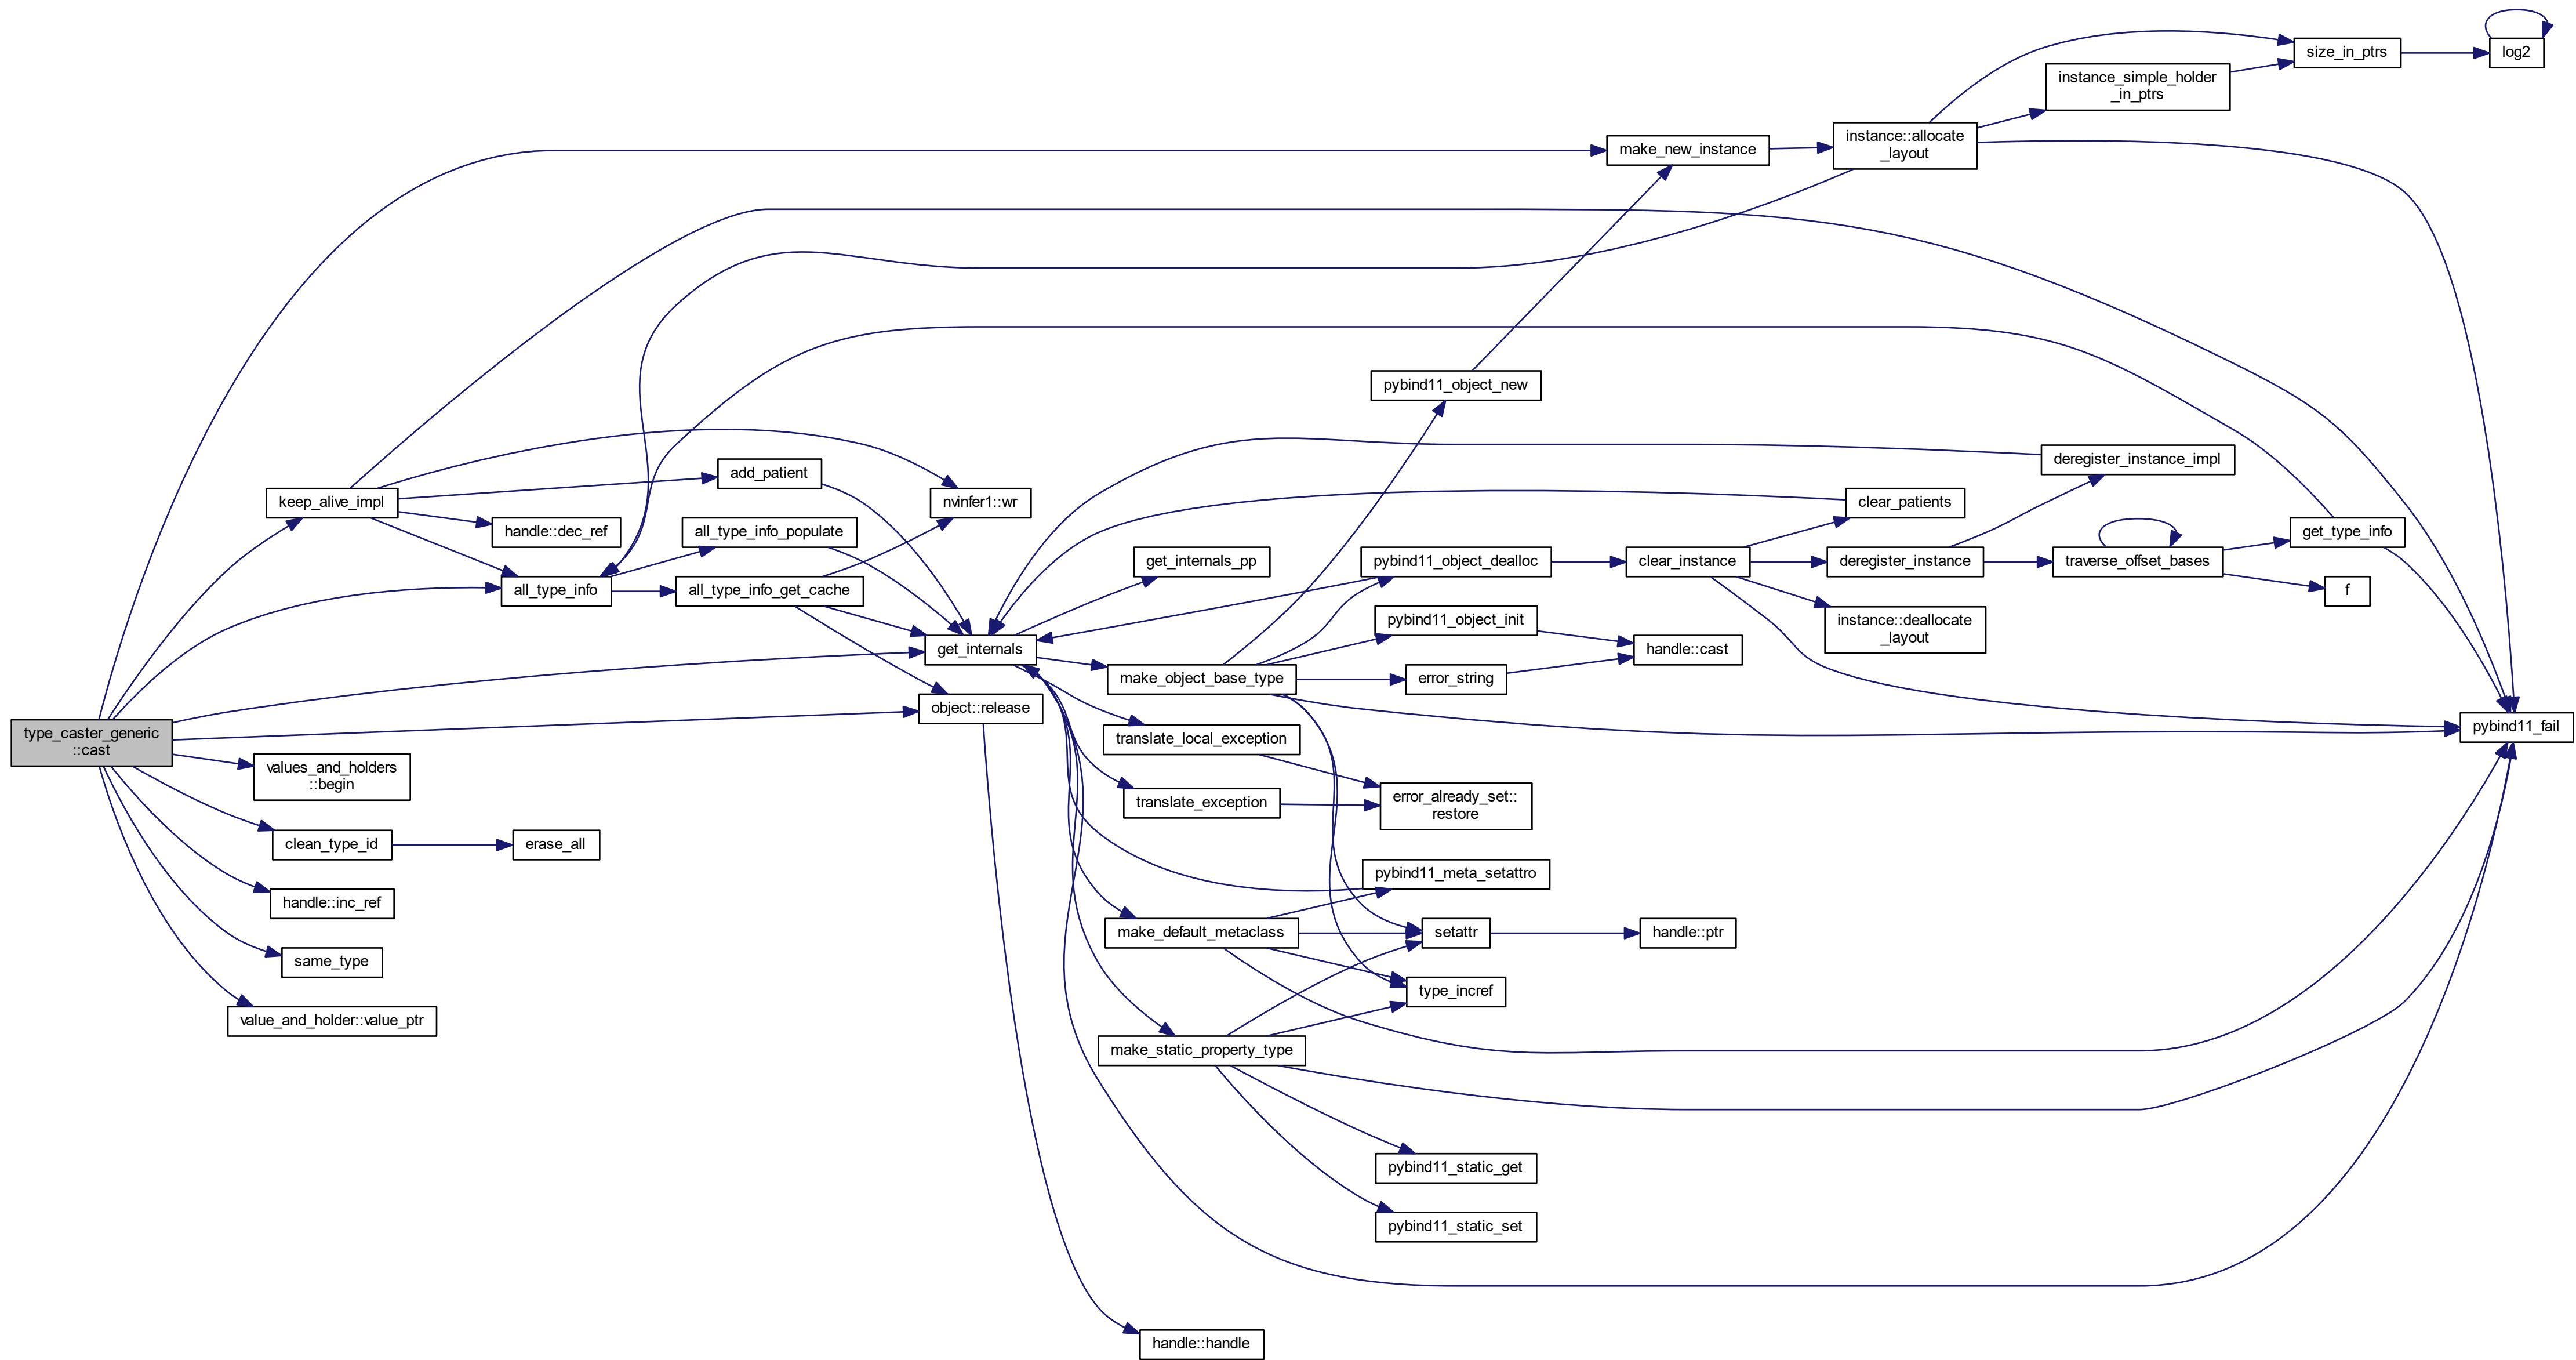 size_in_ptrs
log2
instance_simple_holder
_in_ptrs
make_new_instance
instance::allocate
_layout
pybind11_object_new
deregister_instance_impl
keep_alive_impl
add_patient
nvinfer1::wr
clear_patients
handle::dec_ref
all_type_info_populate
get_type_info
get_internals_pp
pybind11_object_dealloc
clear_instance
deregister_instance
traverse_offset_bases
all_type_info
all_type_info_get_cache
f
pybind11_object_init
instance::deallocate
_layout
get_internals
handle::cast
make_object_base_type
error_string
object::release
type_caster_generic
::cast
translate_local_exception
pybind11_fail
values_and_holders
::begin
translate_exception
error_already_set::
restore
clean_type_id
erase_all
pybind11_meta_setattro
handle::inc_ref
make_default_metaclass
setattr
handle::ptr
same_type
type_incref
value_and_holder::value_ptr
make_static_property_type
pybind11_static_get
pybind11_static_set
handle::handle